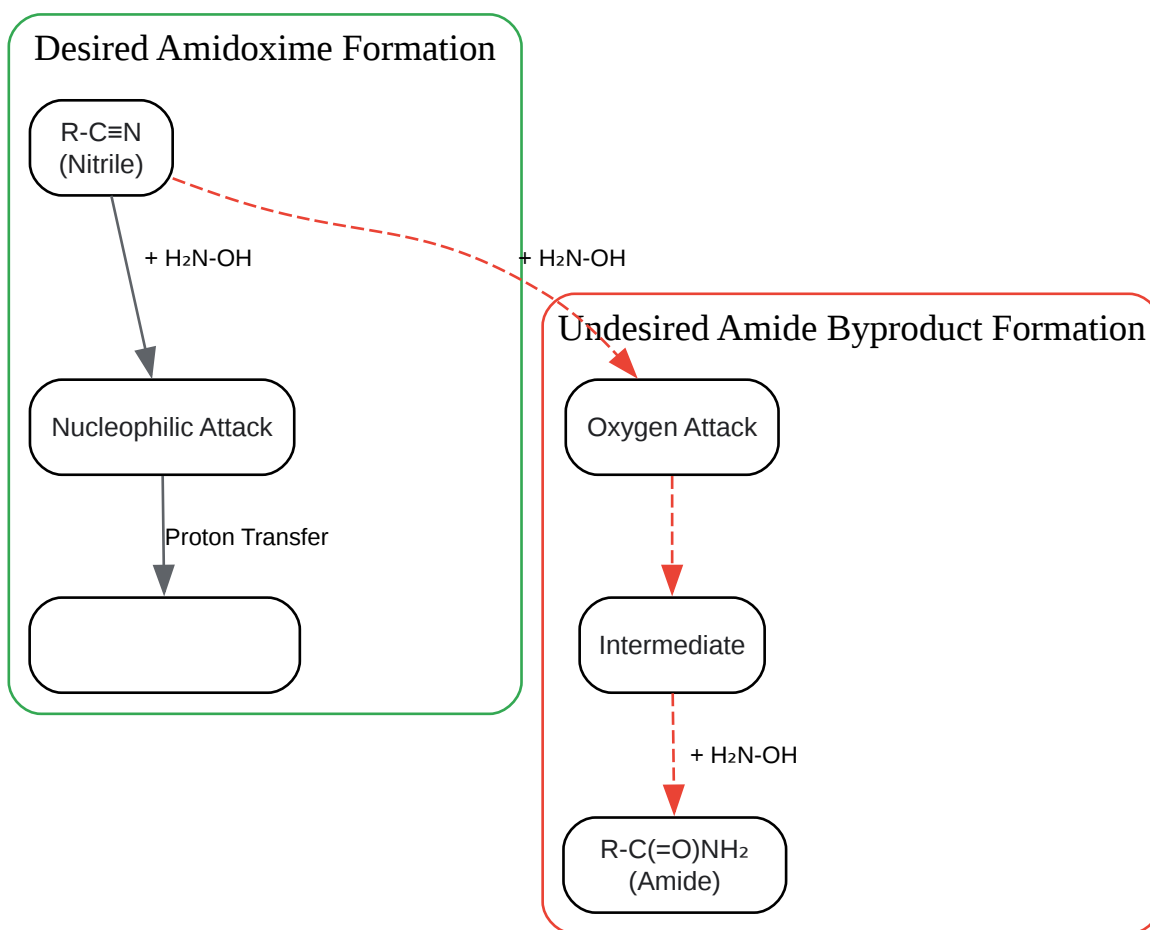 Desired Amidoxime Formation
R-C≡N
(Nitrile)
+ H₂N-OH
+ H₂N-OH
Undesired Amide Byproduct Formation
Nucleophilic Attack
Oxygen Attack
Proton Transfer
Intermediate
+ H₂N-OH
R-C(=O)NH₂
(Amide)